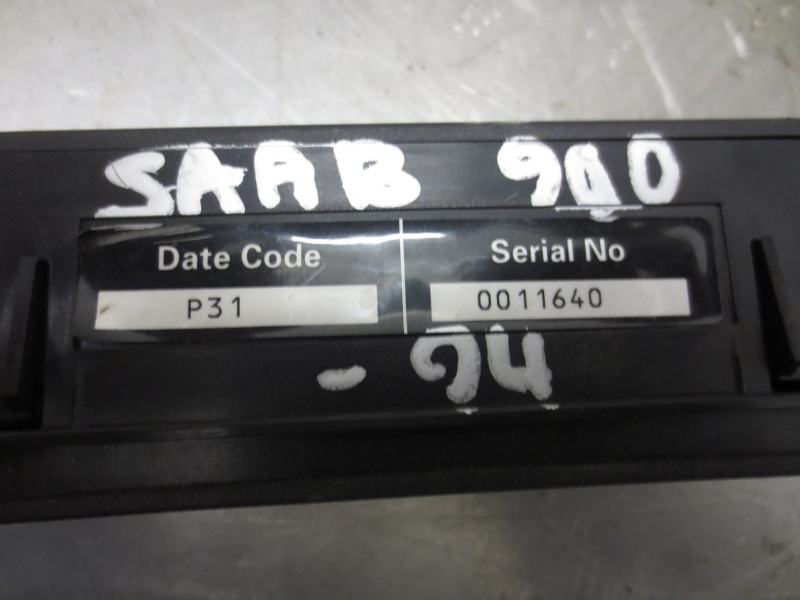 SAAB 900
Date Code Serial No
P31 0011640
-94